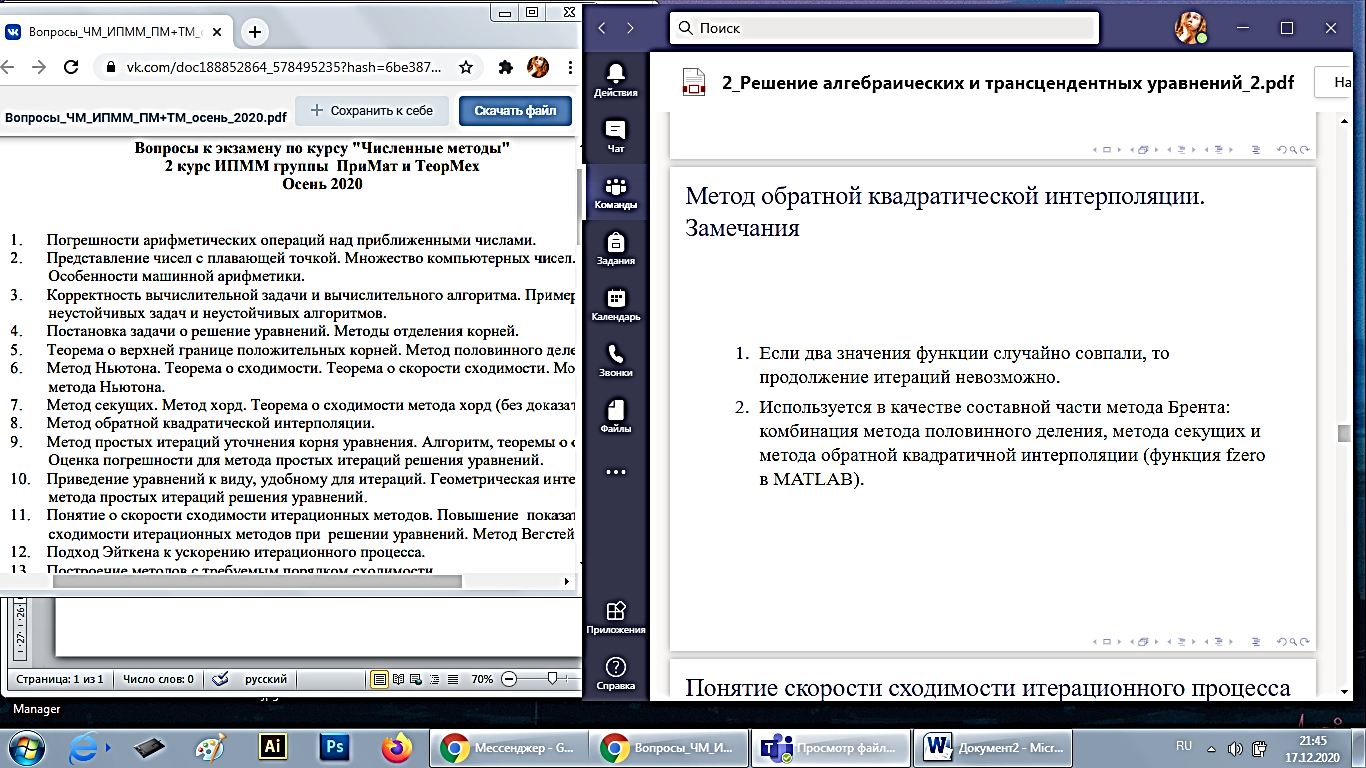 Вопросы_ЧМ_ИПММ_ПМ+ТМ_о
vk.com/doc188852864_578495235?hash=6be387...
Вопросы_ЧМ_ИПММ_ПМ+ТМ_осень_2020.pdf
Сохранить к себе
Скачать файл
Вопросы к экзамену по курсу "Численные методы"
2 курс ИПММ группы ПриМат и ТеорМех
Осень 2020
1. Погрешности арифметических операций над приближенными числами.
2. Представление чисел с плавающей точкой. Множество компьютерных чисел.
Особенности машинной арифметики.
3. Корректность вычислительной задачи и вычислительного алгоритма. Пример
неустойчивых задач и неустойчивых алгоритмов.
4. Постановка задачи о решение уравнений. Методы отделения корней.
5. Теорема о верхней границе положительных корней. Метод половинного деле
6. Метод Ньютона. Теорема о сходимости. Теорема о скорости сходимости. Мо
метода Ньютона.
7. Метод секущих. Метод хорд. Теорема о сходимости метода хорд (без доказат
8. Метод обратной квадратической интерполяции.
9. Метод простых итераций уточнения корня уравнения. Алгоритм, теоремы о с
Оценка погрешности для метода простых итераций решения уравнений.
10. Приведение уравнений к виду, удобному для итераций. Геометрическая инте
метода простых итераций решения уравнений.
11. Понятие о скорости сходимости итерационных методов. Повышение показат
сходимости итерационных методов при решении уравнений. Метод Вегстей
12. Подход Эйткена к ускорению итерационного процесса.
13. Построение методов с требуемым порядком сходимости
27 · 26
Страница: 1 из 1
Число слов: 0
русский
70%
Manager
Поиск
Действия
Чат
Команды
Задания
Календарь
Звонки
Файлы
Приложения
Справка
2_Решение алгебраических и трансцендентных уравнений_2.pdf
На
Метод обратной квадратической интерполяции.
Замечания
1. Если два значения функции случайно совпали, то
продолжение итераций невозможно.
2. Используется в качестве составной части метода Брента:
комбинация метода половинного деления, метода секущих и
метода обратной квадратичной интерполяции (функция fzero
в MATLAB).
Понятие скорости сходимости итерационного процесса
Ai
Ps
Мессенджер - G...
Вопросы_ЧМ_И...
Просмотр файл...
Документ2 - Micr...
RU
21:45
17.12.2020